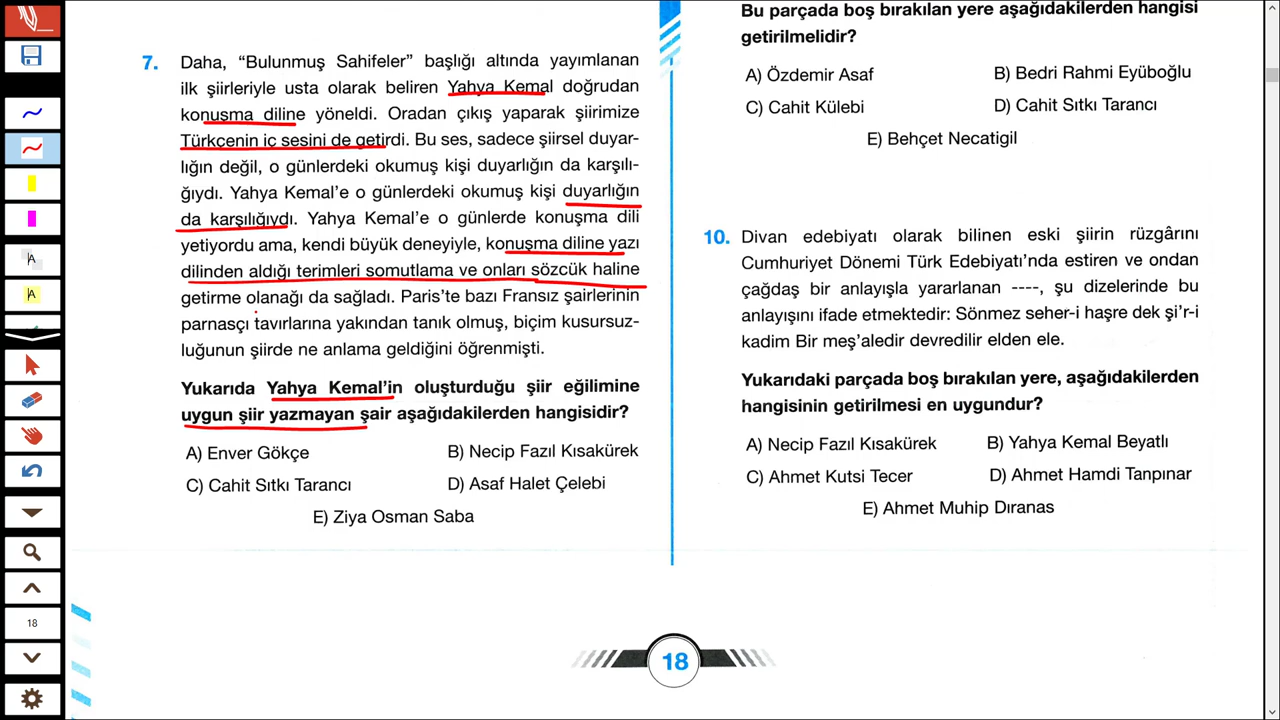 7. Daha, “Bulunmuş Sahifeler” başlığı altında yayımlanan
ilk şiirleriyle usta olarak beliren Yahya Kemal doğrudan
konuşma diline yöneldi. Oradan çıkış yaparak şiirimize
Türkçenin iç sesini de getirdi. Bu ses, sadece şiirsel duyar-
lığın değil, o günlerdeki okumuş kişi duyarlığın da karşılı-
ğıydı. Yahya Kemal’e o günlerdeki okumuş kişi duyarlığın
da karşılığıydı. Yahya Kemal’e o günlerde konuşma dili
yetiyordu ama, kendi büyük deneyiyle, konuşma diline yazı
dilinden aldığı terimleri somutlama ve onları sözcük haline
getirme olanağı da sağladı. Paris’te bazı Fransız şairlerinin
parnasçı tavırlarına yakından tanık olmuş, biçim kusursuz-
luğunun şiirde ne anlama geldiğini öğrenmişti.
Yukarıda Yahya Kemal’in oluşturduğu şiir eğilimine
uygun şiir yazmayan şair aşağıdakilerden hangisidir?
A) Enver Gökçe B) Necip Fazıl Kısakürek
C) Cahit Sıtkı Tarancı D) Asaf Halet Çelebi
E) Ziya Osman Saba
Bu parçada boş bırakılan yere aşağıdakilerden hangisi
getirilmelidir?
A) Özdemir Asaf B) Bedri Rahmi Eyüboğlu
C) Cahit Külebi D) Cahit Sıtkı Tarancı
E) Behçet Necatigil
10. Divan edebiyatı olarak bilinen eski şiirin rüzgârını
Cumhuriyet Dönemi Türk Edebiyatı’nda estiren ve ondan
çağdaş bir anlayışla yararlanan ----, şu dizelerinde bu
anlayışını ifade etmektedir: Sönmez seher-i haşre dek şi’r-i
kadim Bir meş’aledir devredilir elden ele.
Yukarıdaki parçada boş bırakılan yere, aşağıdakilerden
hangisinin getirilmesi en uygundur?
A) Necip Fazıl Kısakürek B) Yahya Kemal Beyatlı
C) Ahmet Kutsi Tecer D) Ahmet Hamdi Tanpınar
E) Ahmet Muhip Dıranas
18
A
A
18